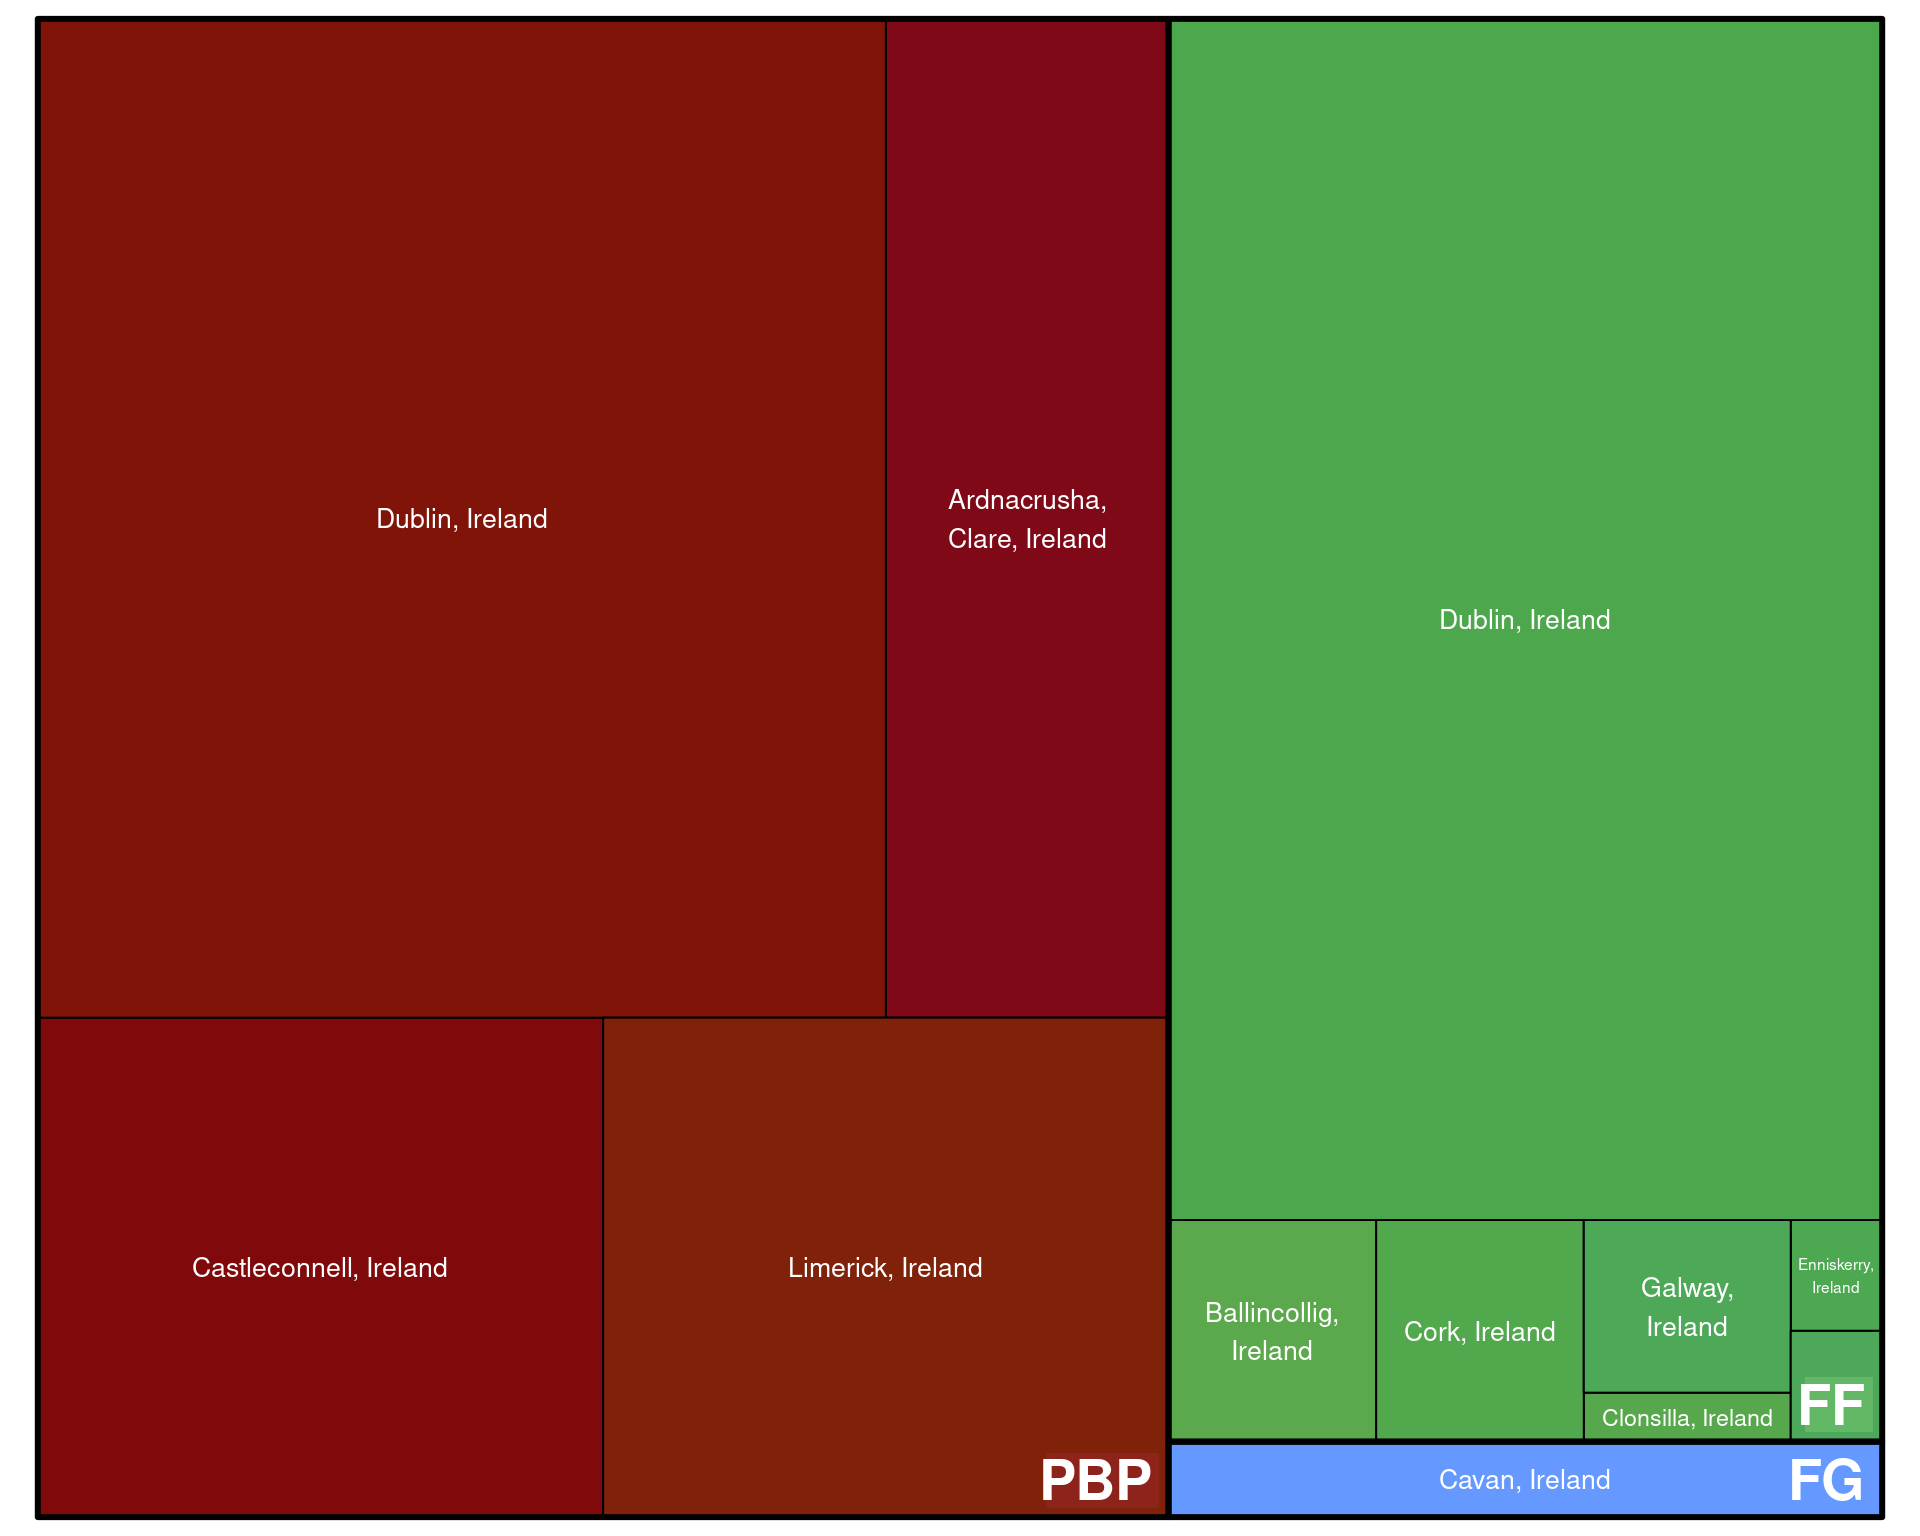 Dublin, Ireland
Ardnacrusha,
Clare, Ireland
Castleconnell, Ireland
Limerick, Ireland
PBP
Dublin, Ireland
Ballincollig,
Ireland
Cork, Ireland
Galway,
Ireland
Clonsilla, Ireland
Enniskerry,
Ireland
FF
Cavan, Ireland
FG